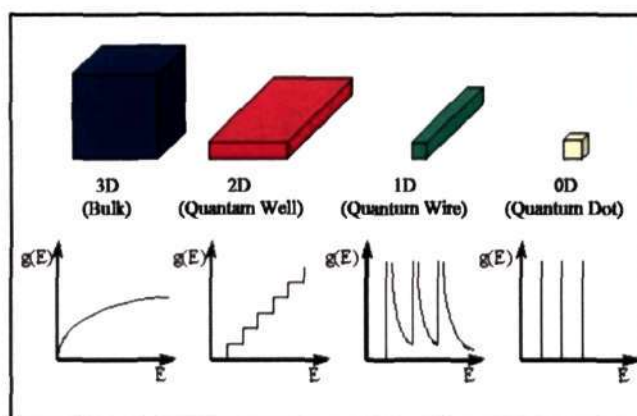 3D 2D 1D 0D
(Bulk) (Quantam Well) (Quantum Wire) (Quantum Dot)
g(E) g(E) g(E) g(E)
E E E E